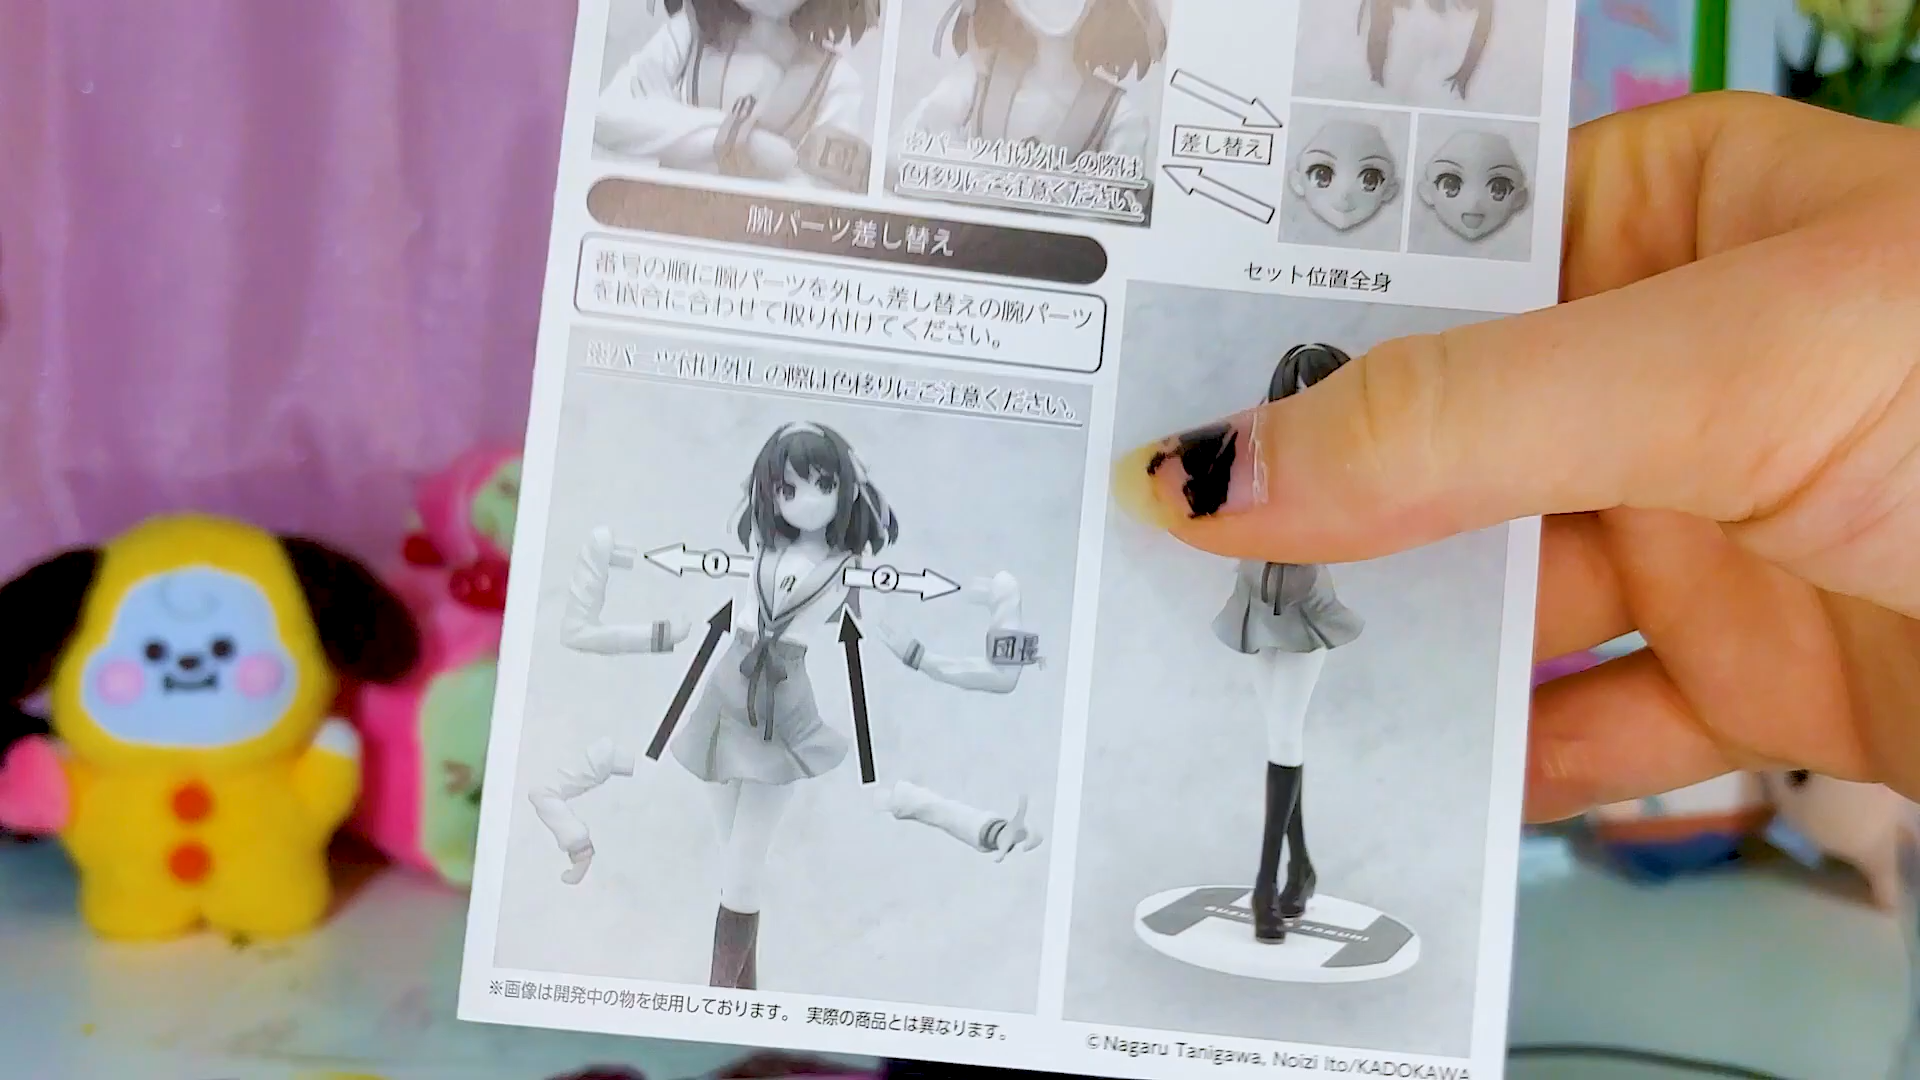 ※パーツ付け外しの際は
色移りにご注意ください。
差し替え
腕パーツ差し替え
番号の順に腕パーツを外し、差し替えの腕パーツ
を嵌合に合わせて取り付けてください。
※パーツ付け外しの際は色移りにご注意ください。
セット位置全身
①
②
団長
※画像は開発中の物を使用しております。 実際の商品とは異なります。
©Nagaru Tanigawa, Noizi Ito/KADOKAWA